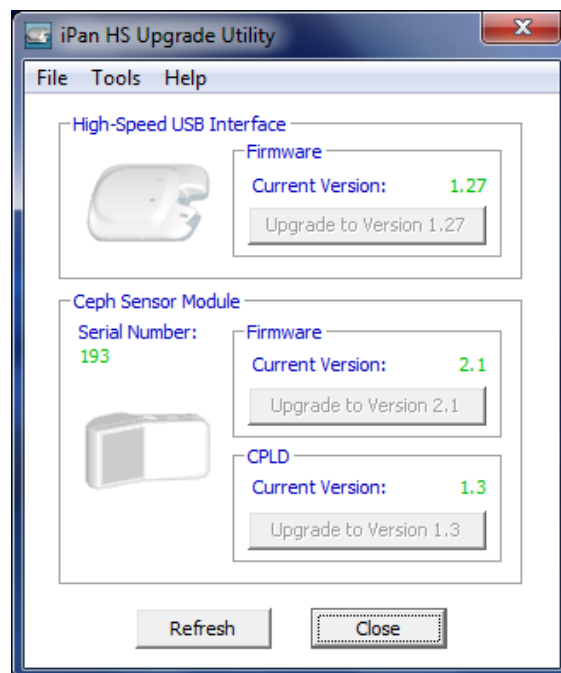 iPan HS Upgrade Utility
File Tools Help
High-Speed USB Interface
Firmware
Current Version: 1.27
Upgrade to Version 1.27
Ceph Sensor Module
Serial Number:
193
Firmware
Current Version: 2.1
Upgrade to Version 2.1
CPLD
Current Version: 1.3
Upgrade to Version 1.3
Refresh Close